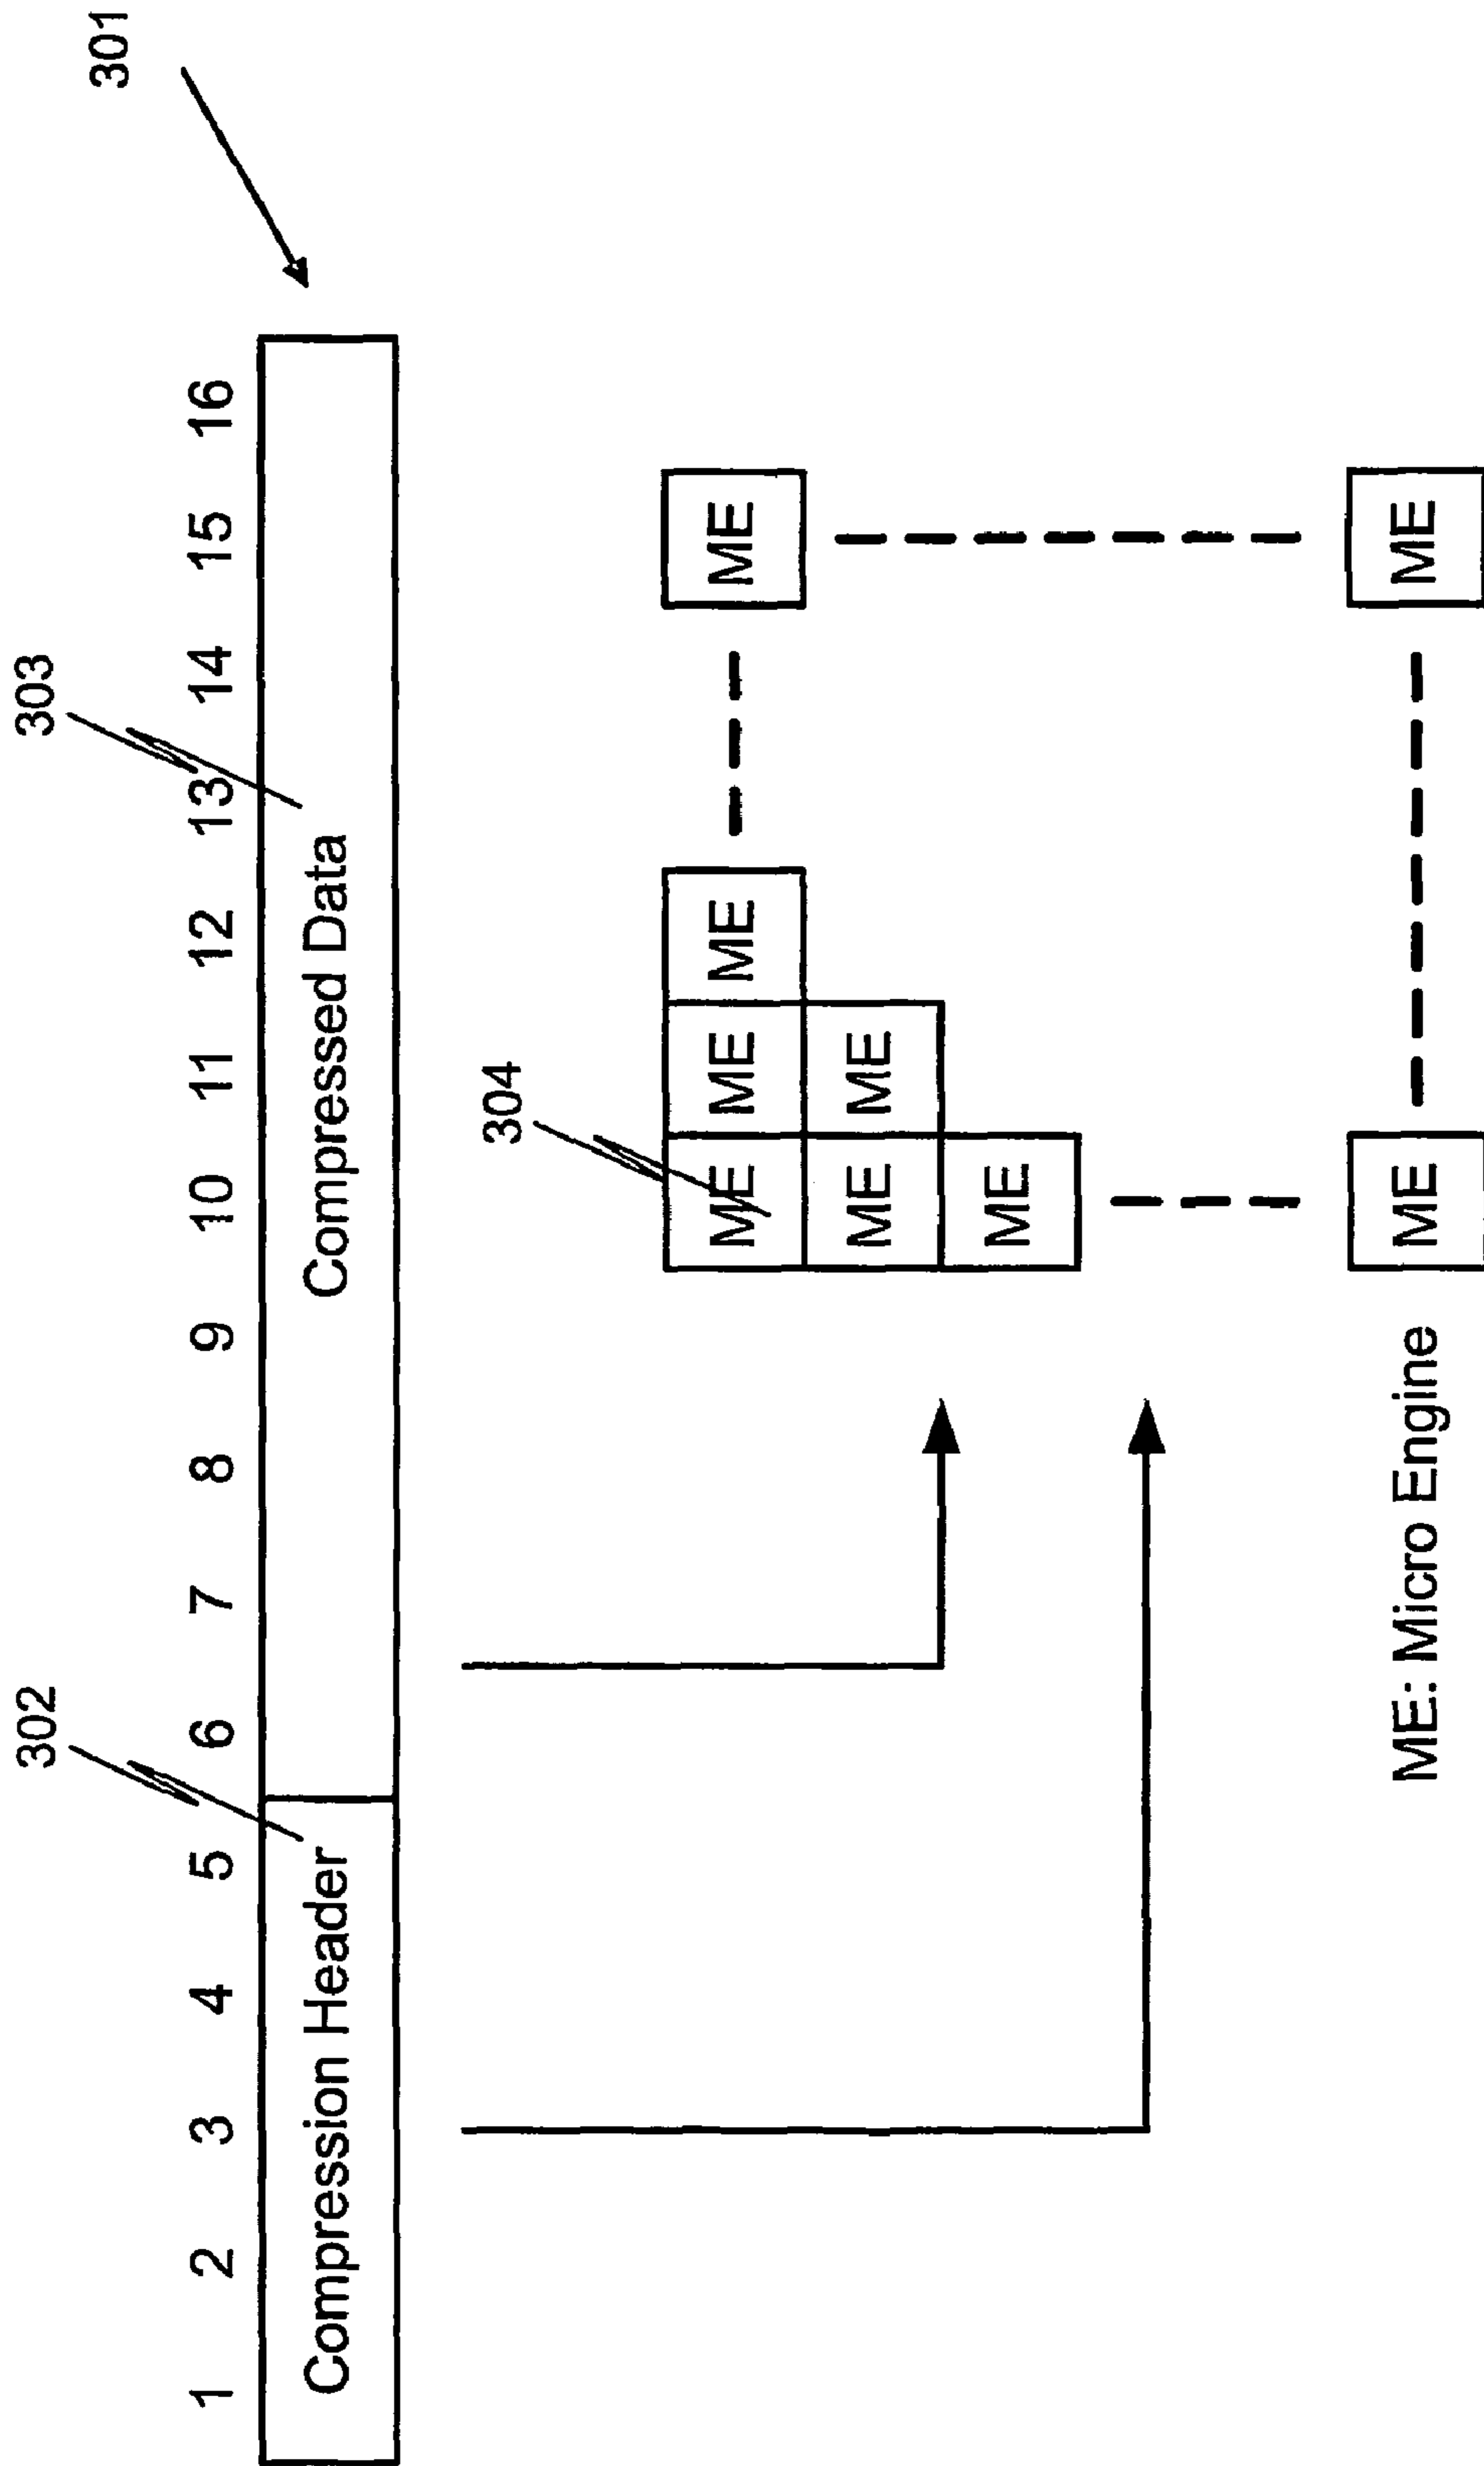 301
302 303
1 2 3 4 5 6 7 8 9 10 11 12 13 14 15 16
Compression Header Compressed Data
304
ME ME ME ME
ME ME
ME
ME: Micro Engine ME ME